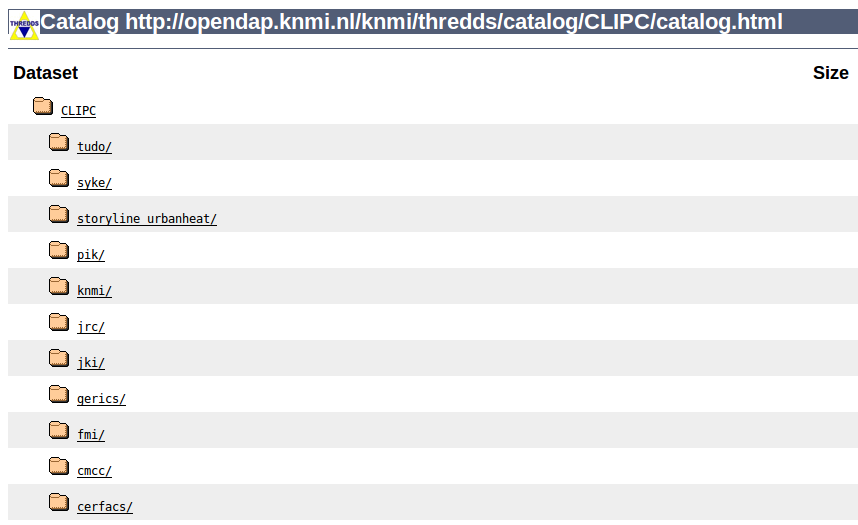 THREDDS
Catalog http://opendap.knmi.nl/knmi/thredds/catalog/CLIPC/catalog.html
Dataset Size
CLIPC
tudo/
syke/
storyline_urbanheat/
pik/
knmi/
jrc/
jki/
gerics/
fmi/
cmcc/
cerfacs/